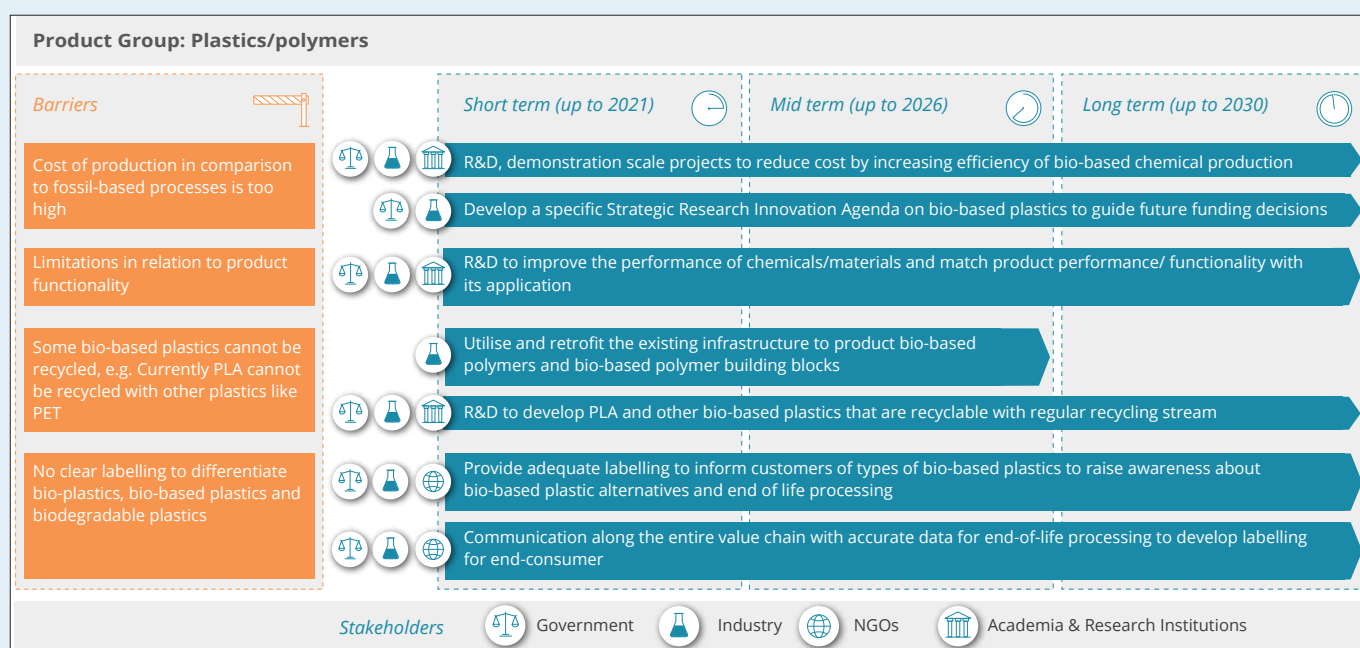 Product Group: Plastics/polymers
Barriers
Short term (up to 2021)
Mid term (up to 2026)
Long term (up to 2030)
Cost of production in comparison
to fossil-based processes is too
high
R&D, demonstration scale projects to reduce cost by increasing efficiency of bio-based chemical production
Develop a specific Strategic Research Innovation Agenda on bio-based plastics to guide future funding decisions
Limitations in relation to product
functionality
R&D to improve the performance of chemicals/materials and match product performance/ functionality with
its application
Some bio-based plastics cannot be
recycled, e.g. Currently PLA cannot
be recycled with other plastics like
PET
Utilise and retrofit the existing infrastructure to product bio-based
polymers and bio-based polymer building blocks
R&D to develop PLA and other bio-based plastics that are recyclable with regular recycling stream
No clear labelling to differentiate
bio-plastics, bio-based plastics and
biodegradable plastics
Provide adequate labelling to inform customers of types of bio-based plastics to raise awareness about
bio-based plastic alternatives and end of life processing
Communication along the entire value chain with accurate data for end-of-life processing to develop labelling
for end-consumer
Stakeholders
Government
Industry
NGOs
Academia & Research Institutions